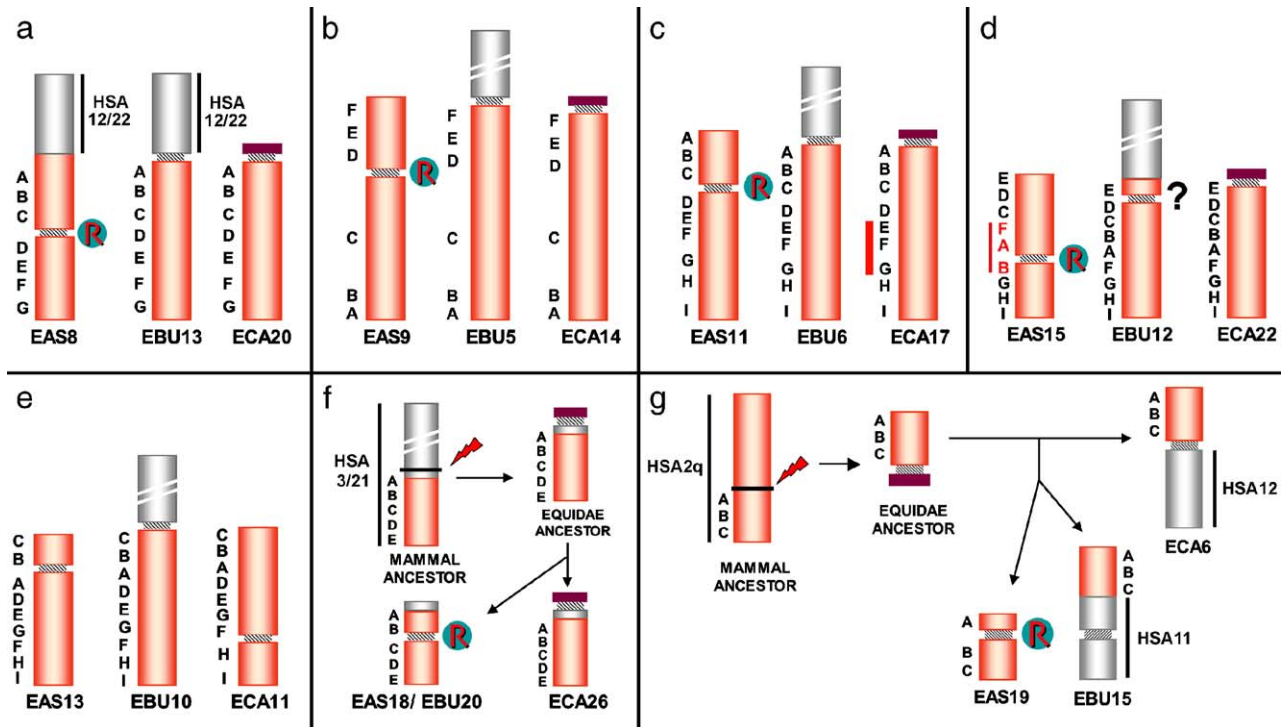 a
HSA
12/22
HSA
12/22
A
B
C
D
E
F
G
A
B
C
D
E
F
G
A
B
C
D
E
F
G
R
EAS8
EBU13
ECA20
b
F
E
D
C
B
A
F
E
D
C
B
A
F
E
D
C
B
A
R
EAS9
EBU5
ECA14
c
A
B
C
D
E
F
G
H
I
A
B
C
D
E
F
G
H
I
A
B
C
D
E
F
G
H
I
R
EAS11
EBU6
ECA17
d
E
D
C
F
A
B
G
H
I
E
D
C
B
A
F
G
H
I
E
D
C
B
A
F
G
H
I
R
?
EAS15
EBU12
ECA22
e
C
B
A
D
E
G
F
H
I
C
B
A
D
E
G
F
H
I
C
B
A
D
E
G
F
H
I
EAS13
EBU10
ECA11
f
HSA
3/21
A
B
C
D
E
MAMMAL
ANCESTOR
A
B
C
D
E
EQUIDAE
ANCESTOR
A
B
C
D
E
R
EAS18/ EBU20
A
B
C
D
E
ECA26
g
HSA2q
A
B
C
MAMMAL
ANCESTOR
A
B
C
EQUIDAE
ANCESTOR
A
B
C
HSA12
ECA6
A
B
C
R
EAS19
A
B
C
HSA11
EBU15